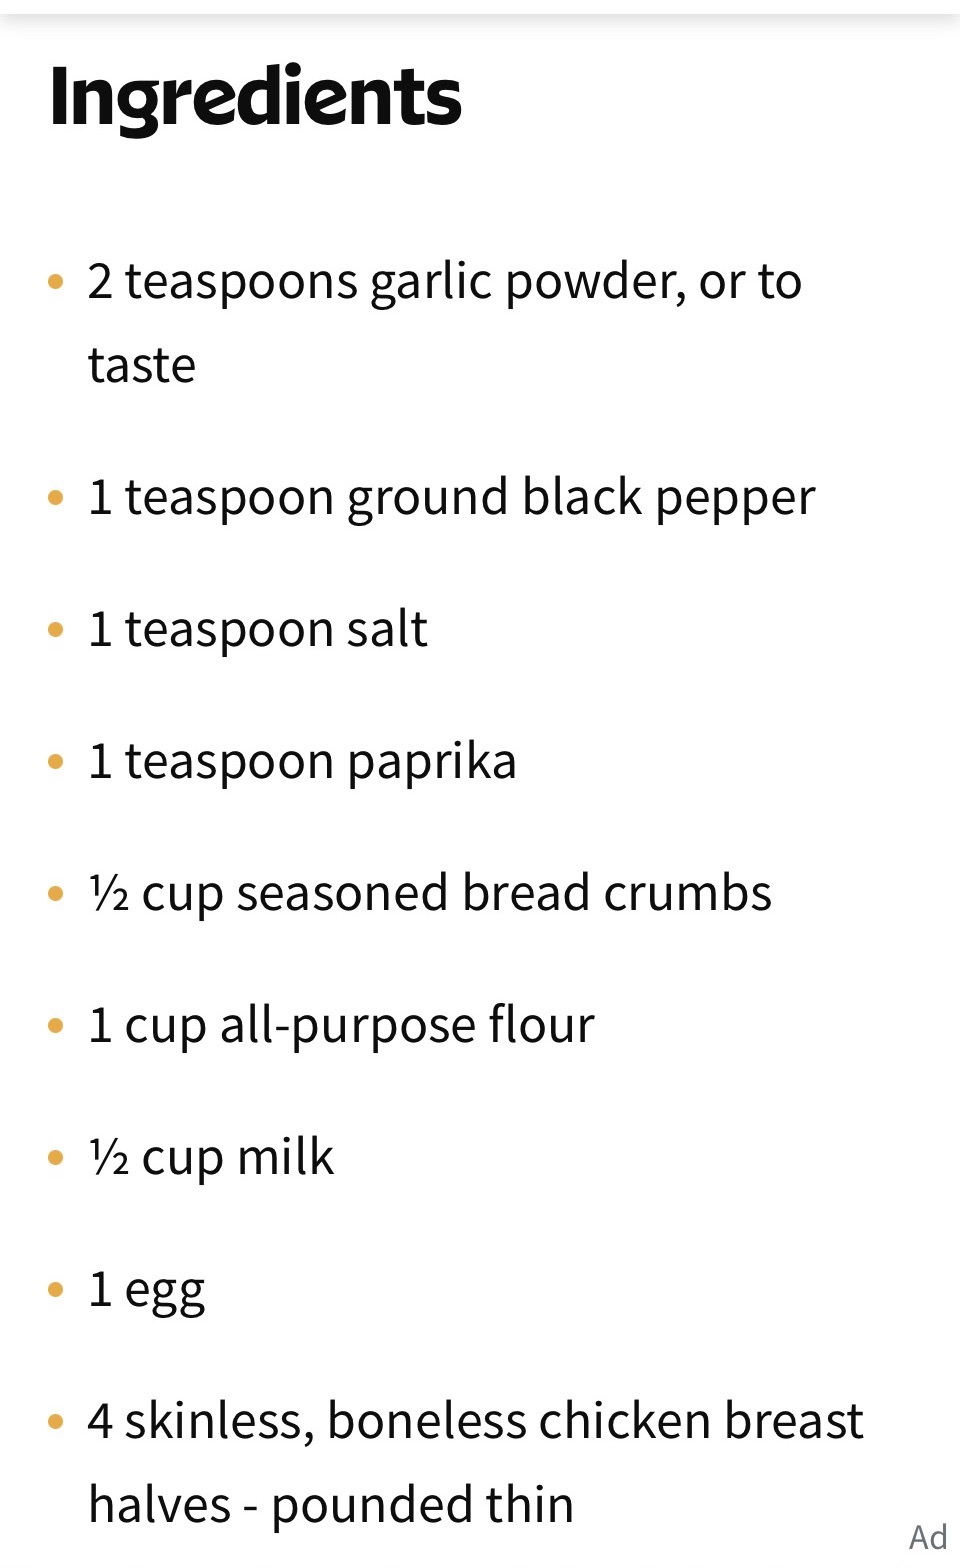 Ingredients
• 2 teaspoons garlic powder, or to
taste
• 1 teaspoon ground black pepper
• 1 teaspoon salt
• 1 teaspoon paprika
• ½ cup seasoned bread crumbs
• 1 cup all-purpose flour
• ½ cup milk
• 1 egg
• 4 skinless, boneless chicken breast
halves - pounded thin
Ad